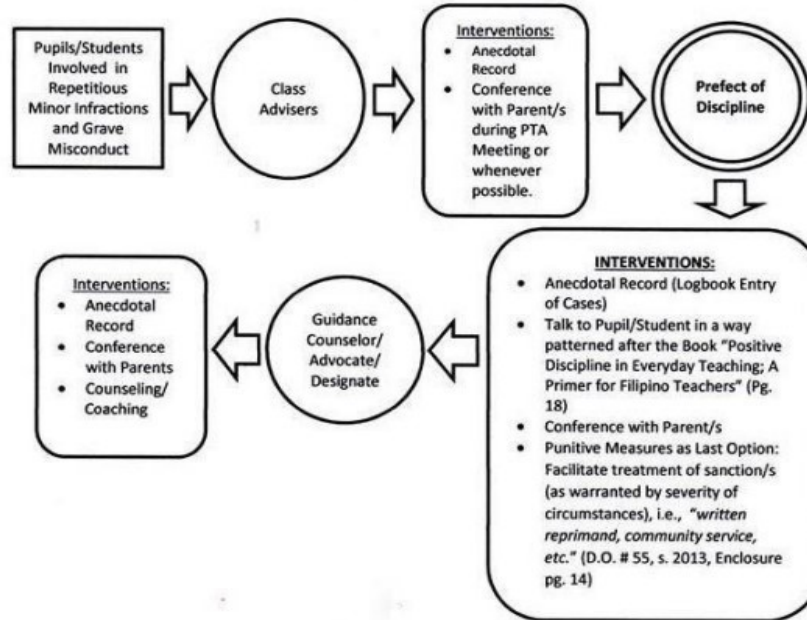 Pupils/Students
Involved in
Repetitious
Minor Infractions
and Grave
Misconduct
Class
Advisers
Interventions:
• Anecdotal
Record
• Conference
with Parent/s
during PTA
Meeting or
whenever
possible.
Prefect of
Discipline
INTERVENTIONS:
• Anecdotal Record (Logbook Entry
of Cases)
• Talk to Pupil/Student in a way
patterned after the Book "Positive
Discipline in Everyday Teaching; A
Primer for Filipino Teachers" (Pg.
18)
• Conference with Parent/s
• Punitive Measures as Last Option:
Facilitate treatment of sanction/s
(as warranted by severity of
circumstances), i.e., "written
reprimand, community service,
etc." (D.O. # 55, s. 2013, Enclosure
pg. 14)
Guidance
Counselor/
Advocate/
Designate
Interventions:
• Anecdotal
Record
• Conference
with Parents
• Counseling/
Coaching